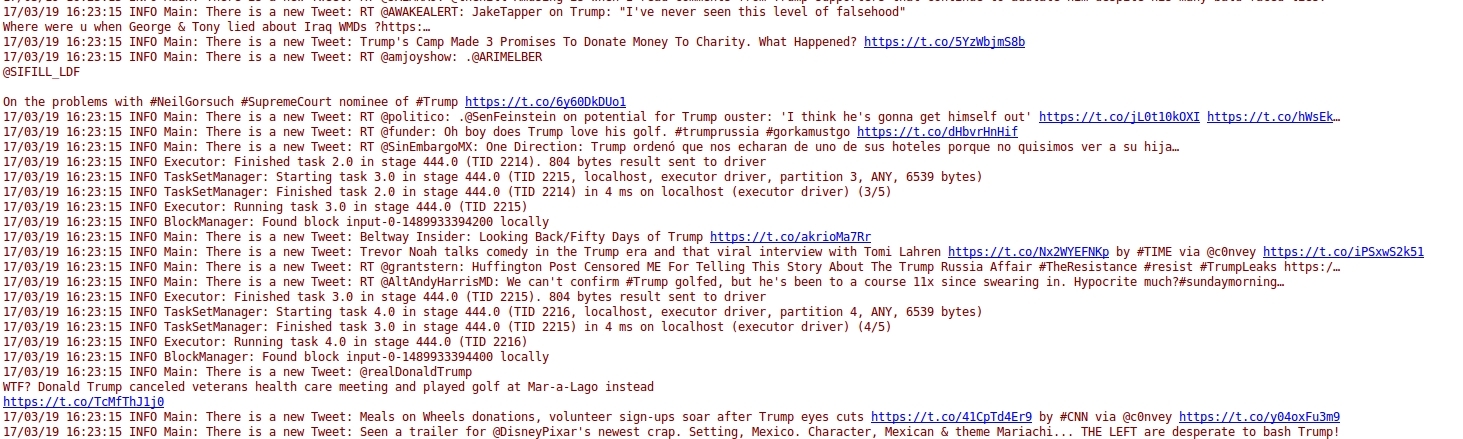 17/03/19 16:23:15 INFO Main: There is a new Tweet: RT @AWAKEALERT: JakeTapper on Trump: "I've never seen this level of falsehood"
Where were u when George & Tony lied about Iraq WMDs ?https:…
17/03/19 16:23:15 INFO Main: There is a new Tweet: Trump's Camp Made 3 Promises To Donate Money To Charity. What Happened? https://t.co/5YzWbjmS8b
17/03/19 16:23:15 INFO Main: There is a new Tweet: RT @amjoyshow: .@ARIMELBER
@SIFILL_LDF
On the problems with #NeilGorsuch #SupremeCourt nominee of #Trump https://t.co/6y60DkDUo1
17/03/19 16:23:15 INFO Main: There is a new Tweet: RT @politico: .@SenFeinstein on potential for Trump ouster: 'I think he's gonna get himself out' https://t.co/jL0t10kOXI https://t.co/hWsEk…
17/03/19 16:23:15 INFO Main: There is a new Tweet: RT @funder: Oh boy does Trump love his golf. #trumprussia #gorkamustgo https://t.co/dHbvrHnHif
17/03/19 16:23:15 INFO Main: There is a new Tweet: RT @SinEmbargoMX: One Direction: Trump ordenó que nos echaran de uno de sus hoteles porque no quisimos ver a su hija…
17/03/19 16:23:15 INFO Executor: Finished task 2.0 in stage 444.0 (TID 2214). 804 bytes result sent to driver
17/03/19 16:23:15 INFO TaskSetManager: Starting task 3.0 in stage 444.0 (TID 2215, localhost, executor driver, partition 3, ANY, 6539 bytes)
17/03/19 16:23:15 INFO TaskSetManager: Finished task 2.0 in stage 444.0 (TID 2214) in 4 ms on localhost (executor driver) (3/5)
17/03/19 16:23:15 INFO Executor: Running task 3.0 in stage 444.0 (TID 2215)
17/03/19 16:23:15 INFO BlockManager: Found block input-0-1489933394200 locally
17/03/19 16:23:15 INFO Main: There is a new Tweet: Beltway Insider: Looking Back/Fifty Days of Trump https://t.co/akrioMa7Rr
17/03/19 16:23:15 INFO Main: There is a new Tweet: Trevor Noah talks comedy in the Trump era and that viral interview with Tomi Lahren https://t.co/Nx2WYEFNKp by #TIME via @c0nvey https://t.co/iPSxwS2k51
17/03/19 16:23:15 INFO Main: There is a new Tweet: RT @grantstern: Huffington Post Censored ME For Telling This Story About The Trump Russia Affair #TheResistance #resist #TrumpLeaks https:/…
17/03/19 16:23:15 INFO Main: There is a new Tweet: RT @AltAndyHarrisMD: We can't confirm #Trump golfed, but he's been to a course 11x since swearing in. Hypocrite much?#sundaymorning…
17/03/19 16:23:15 INFO Executor: Finished task 3.0 in stage 444.0 (TID 2215). 804 bytes result sent to driver
17/03/19 16:23:15 INFO TaskSetManager: Starting task 4.0 in stage 444.0 (TID 2216, localhost, executor driver, partition 4, ANY, 6539 bytes)
17/03/19 16:23:15 INFO TaskSetManager: Finished task 3.0 in stage 444.0 (TID 2215) in 4 ms on localhost (executor driver) (4/5)
17/03/19 16:23:15 INFO Executor: Running task 4.0 in stage 444.0 (TID 2216)
17/03/19 16:23:15 INFO BlockManager: Found block input-0-1489933394400 locally
17/03/19 16:23:15 INFO Main: There is a new Tweet: @realDonaldTrump
WTF? Donald Trump canceled veterans health care meeting and played golf at Mar-a-Lago instead
https://t.co/TcMfThJ1j0
17/03/19 16:23:15 INFO Main: There is a new Tweet: Meals on Wheels donations, volunteer sign-ups soar after Trump eyes cuts https://t.co/41CpTd4Er9 by #CNN via @c0nvey https://t.co/y04oxFu3m9
17/03/19 16:23:15 INFO Main: There is a new Tweet: Seen a trailer for @DisneyPixar's newest crap. Setting, Mexico. Character, Mexican & theme Mariachi... THE LEFT are desperate to bash Trump!